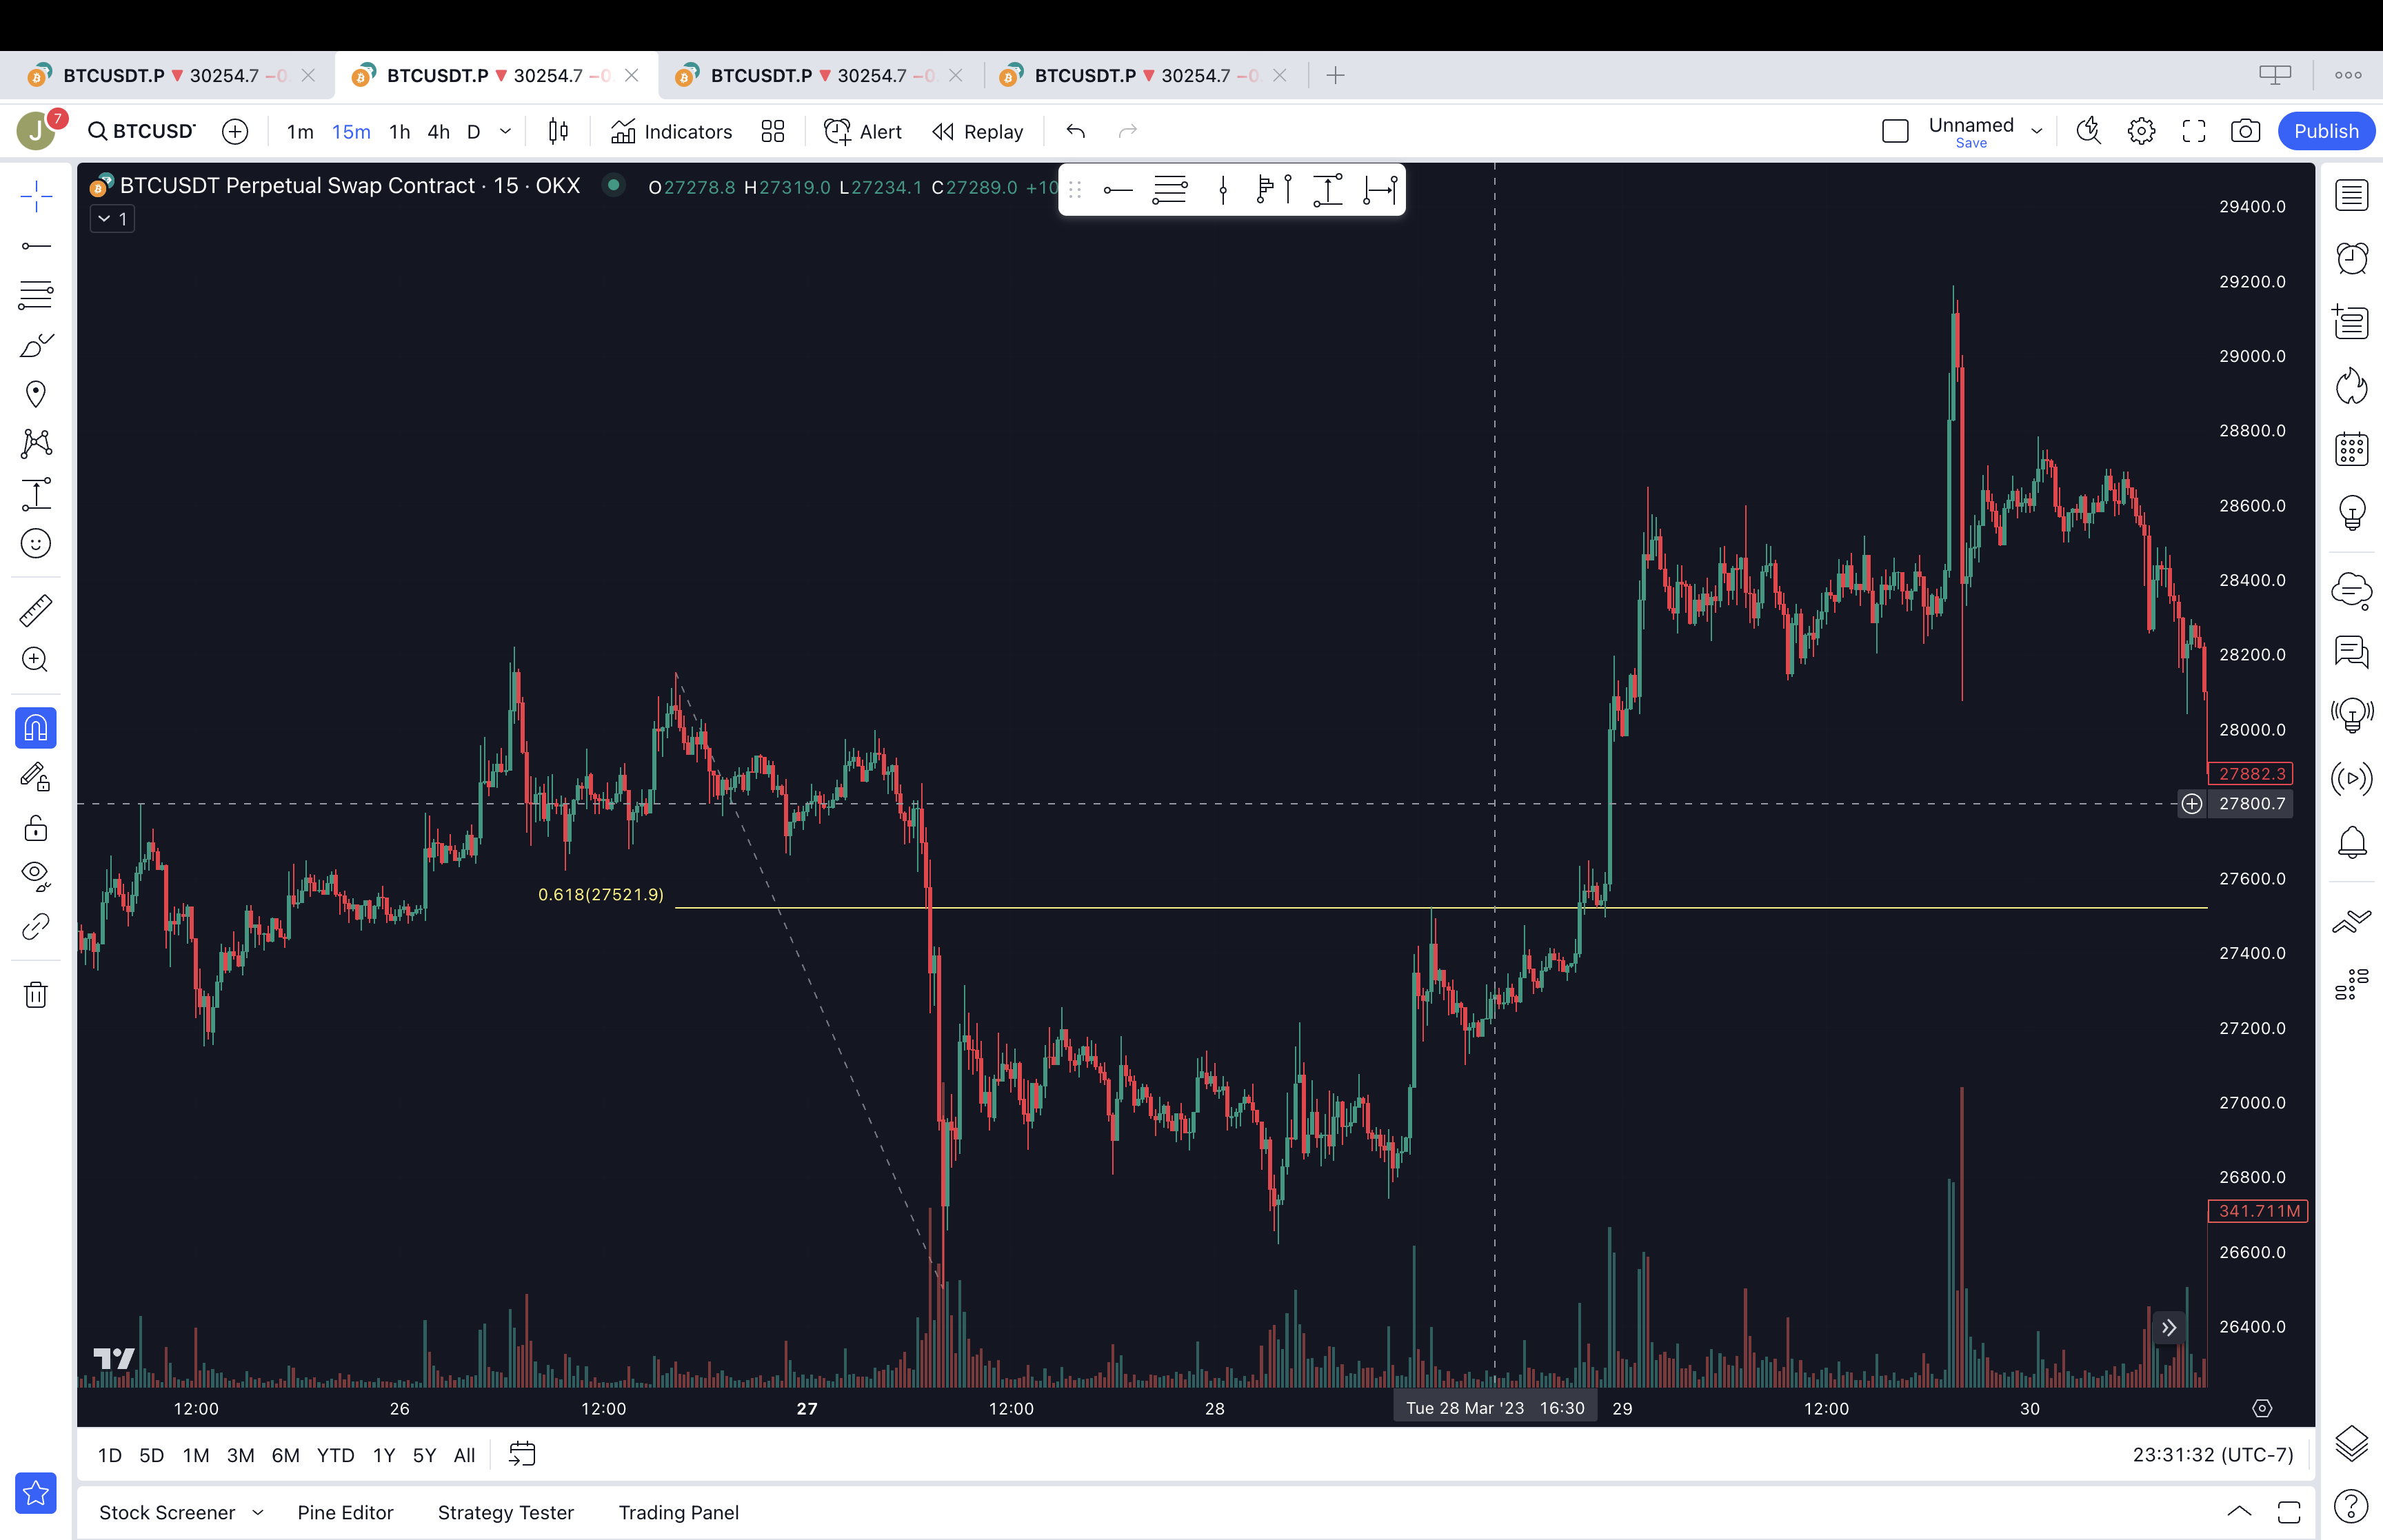 BTCUSDT.P ▼ 30254.7 −0 BTCUSDT.P ▼ 30254.7 −0 BTCUSDT.P ▼ 30254.7 −0 BTCUSDT.P ▼ 30254.7 −0
J 7 BTCUSD 1m 15m 1h 4h D Indicators Alert Replay Unnamed Publish
Save
BTCUSDT Perpetual Swap Contract · 15 · OKX O27278.8 H27319.0 L27234.1 C27289.0 +10
1
29400.0
29200.0
29000.0
28800.0
28600.0
28400.0
28200.0
28000.0
27882.3
27800.7
0.618(27521.9)
27600.0
27400.0
27200.0
27000.0
26800.0
341.711M
26600.0
26400.0
12:00 26 12:00 27 12:00 28 Tue 28 Mar '23 16:30 29 12:00 30
1D 5D 1M 3M 6M YTD 1Y 5Y All 23:31:32 (UTC-7)
Stock Screener Pine Editor Strategy Tester Trading Panel